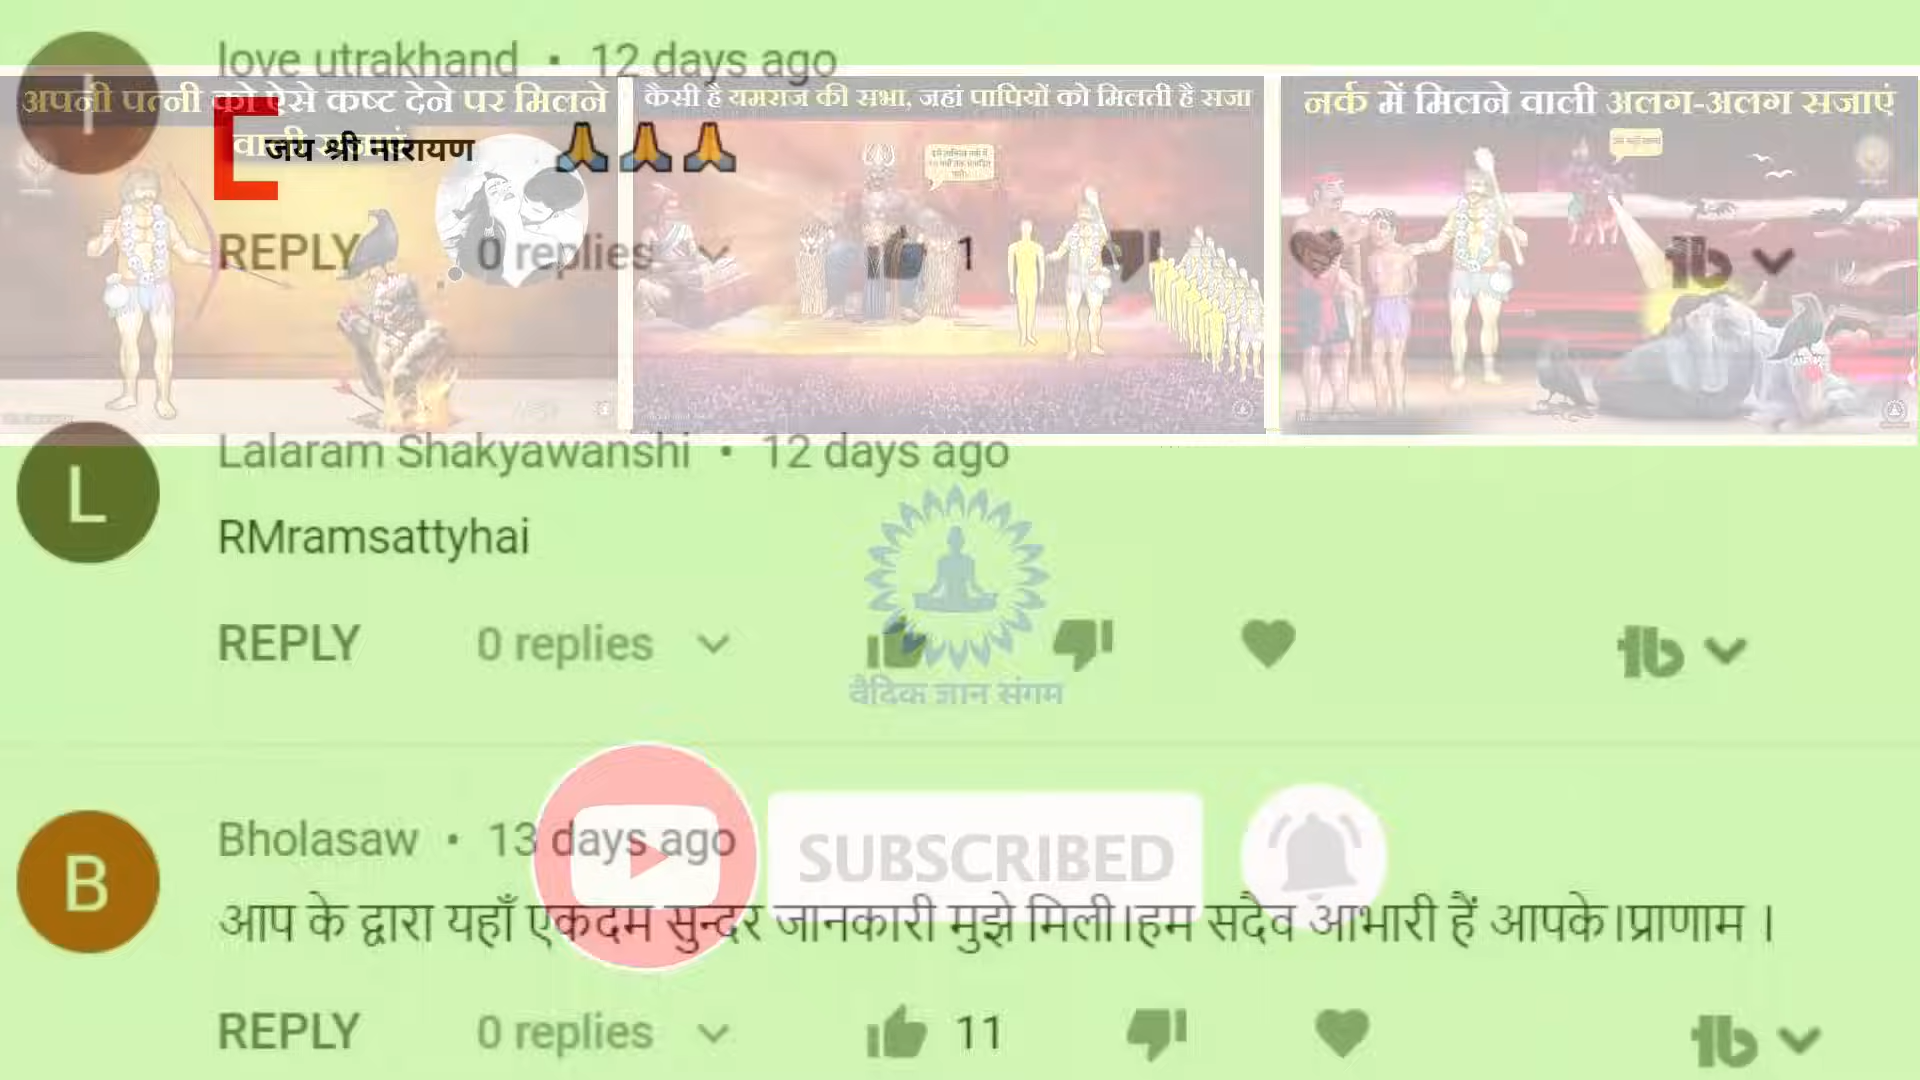 love utrakhand • 12 days ago
अपनी पत्नी को ऐसे कष्ट देने पर मिलने
वाली सजाएं
कैसी है यमराज की सभा, जहां पापियों को मिलती है सजा
नर्क में मिलने वाली अलग-अलग सजाएं
जय श्री नारायण 🙏🙏🙏
REPLY 0 replies 1
Lalaram Shakyawanshi • 12 days ago
L
RMramsattyhai
REPLY 0 replies
वैदिक ज्ञान संगम
Bholasaw • 13 days ago
SUBSCRIBED
B
आप के द्वारा यहाँ एकदम सुन्दर जानकारी मुझे मिली।हम सदैव आभारी हैं आपके।प्राणाम ।
REPLY 0 replies 11